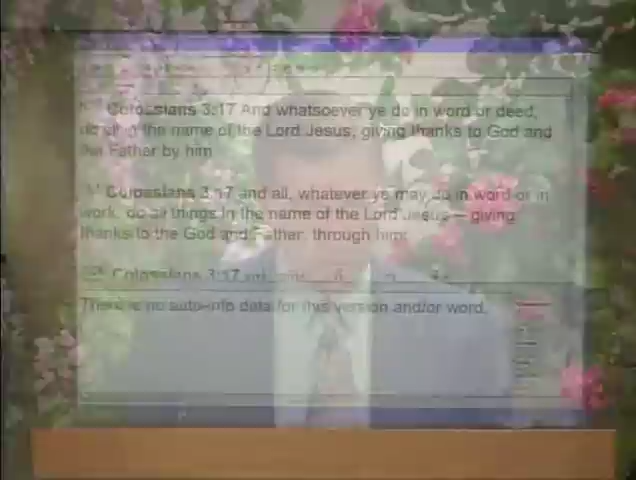 Colossians 3:17 And whatsoever ye do in word or deed,
do all in the name of the Lord Jesus, giving thanks to God and
the Father by him
Colossians 3:17 and all, whatever ye may do in word or in
work, do all things in the name of the Lord Jesus — giving
thanks to the God and Father, through him;
Colossians 3:17
There is no auto-info data for this version and/or word.